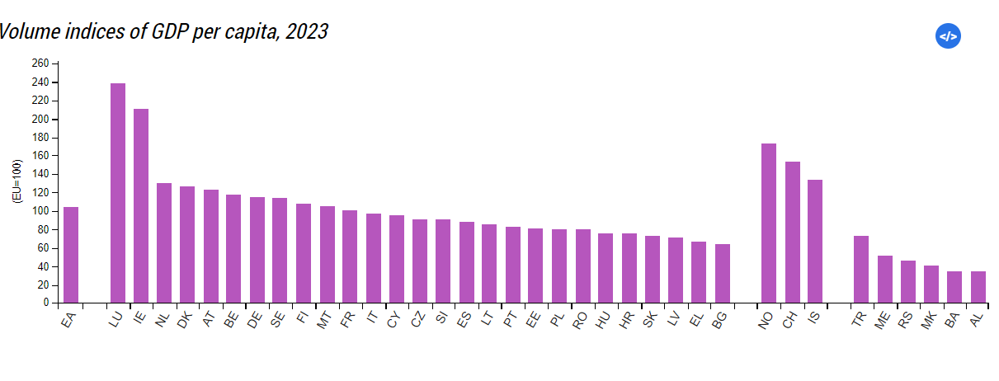 Volume indices of GDP per capita, 2023
</>
260
240
220
200
180
160
140
120
100
80
60
40
20
0
(EU=100)
EA
LU
IE
NL
DK
AT
BE
DE
SE
FI
MT
FR
IT
CY
CZ
SI
ES
LT
PT
EE
PL
RO
HU
HR
SK
LV
EL
BG
NO
CH
IS
TR
ME
RS
MK
BA
AL